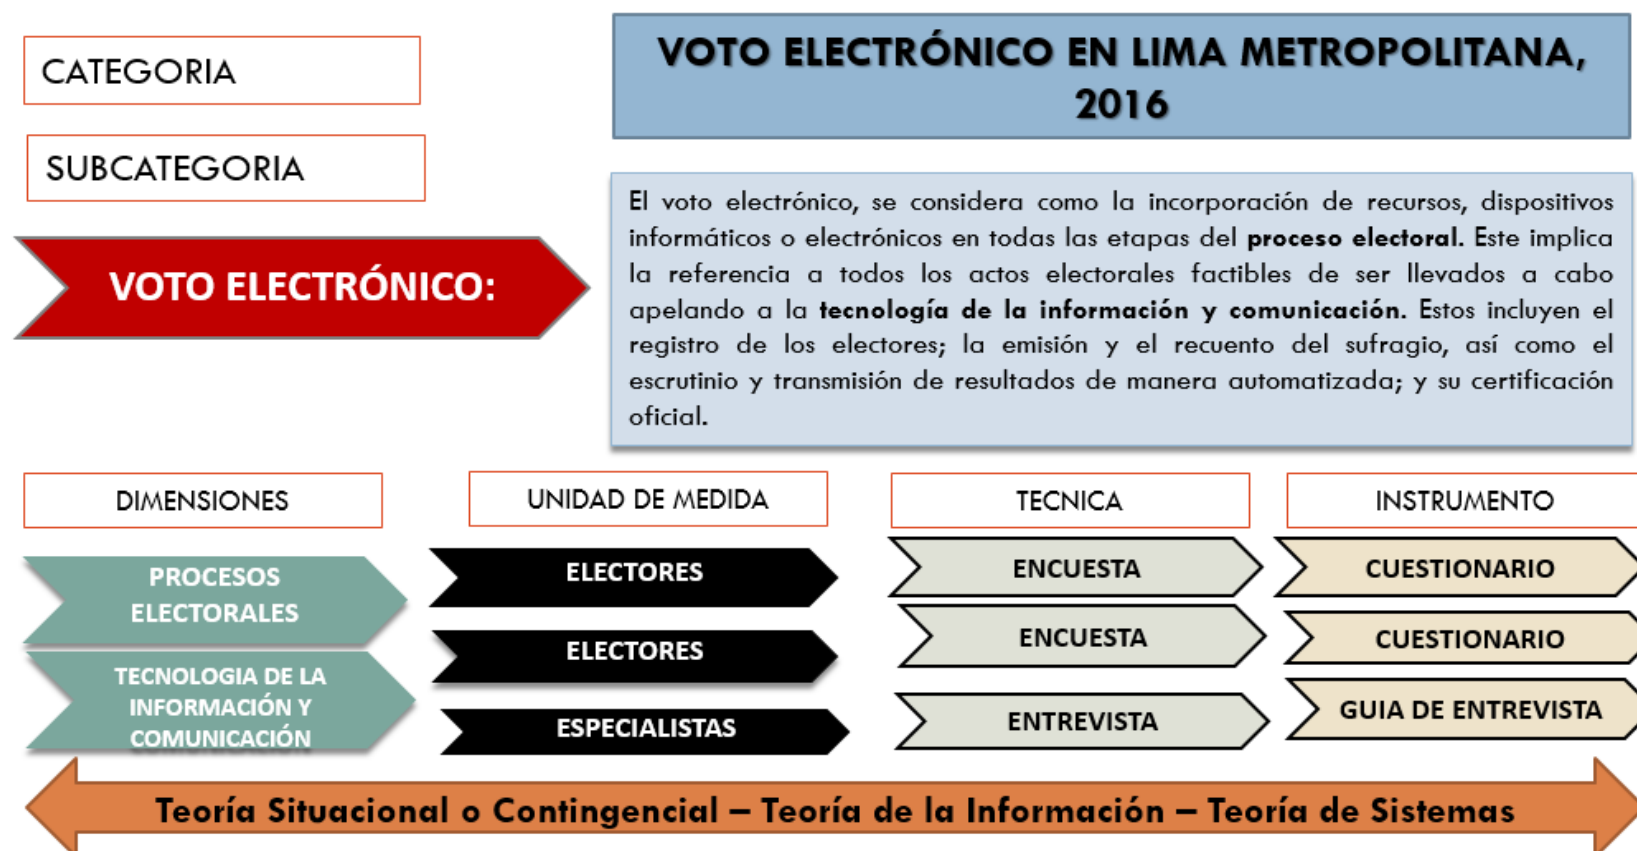 CATEGORIA
VOTO ELECTRÓNICO EN LIMA METROPOLITANA,
2016
SUBCATEGORIA
VOTO ELECTRÓNICO:
El voto electrónico, se considera como la incorporación de recursos, dispositivos
informáticos o electrónicos en todas las etapas del proceso electoral. Este implica
la referencia a todos los actos electorales factibles de ser llevados a cabo
apelando a la tecnología de la información y comunicación. Estos incluyen el
registro de los electores; la emisión y el recuento del sufragio, así como el
escrutinio y transmisión de resultados de manera automatizada; y su certificación
oficial.
DIMENSIONES
PROCESOS
ELECTORALES
TECNOLOGIA DE LA
INFORMACIÓN Y
COMUNICACIÓN
UNIDAD DE MEDIDA
ELECTORES
ELECTORES
ESPECIALISTAS
TECNICA
ENCUESTA
ENCUESTA
ENTREVISTA
INSTRUMENTO
CUESTIONARIO
CUESTIONARIO
GUIA DE ENTREVISTA
Teoría Situacional o Contingencial – Teoría de la Información – Teoría de Sistemas